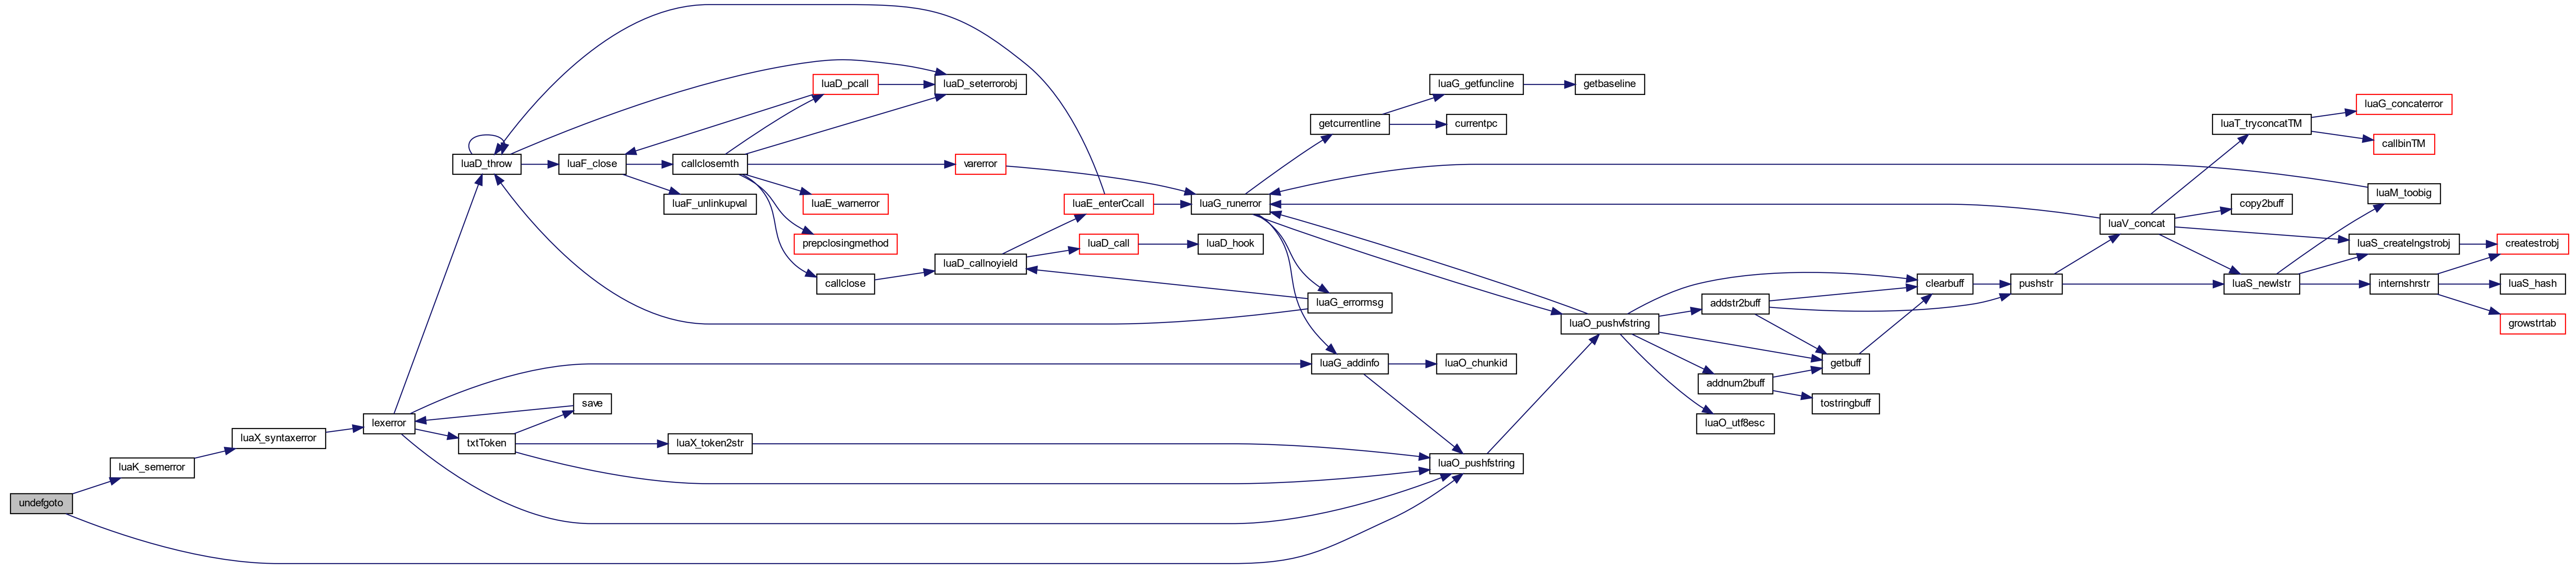 undefgoto
luaK_semerror
luaX_syntaxerror
lexerror
luaD_throw
txtToken
save
luaF_close
luaX_token2str
callclosemth
luaF_unlinkupval
luaD_pcall
luaE_warnerror
prepclosingmethod
callclose
luaD_seterrorobj
varerror
luaD_callnoyield
luaE_enterCcall
luaD_call
luaG_runerror
luaD_hook
getcurrentline
luaG_errormsg
luaG_addinfo
luaG_getfuncline
currentpc
luaO_chunkid
luaO_pushfstring
getbaseline
luaO_pushvfstring
addstr2buff
addnum2buff
luaO_utf8esc
getbuff
tostringbuff
clearbuff
pushstr
luaV_concat
luaT_tryconcatTM
copy2buff
luaS_newlstr
luaG_concaterror
callbinTM
luaM_toobig
luaS_createlngstrobj
internshrstr
createstrobj
luaS_hash
growstrtab